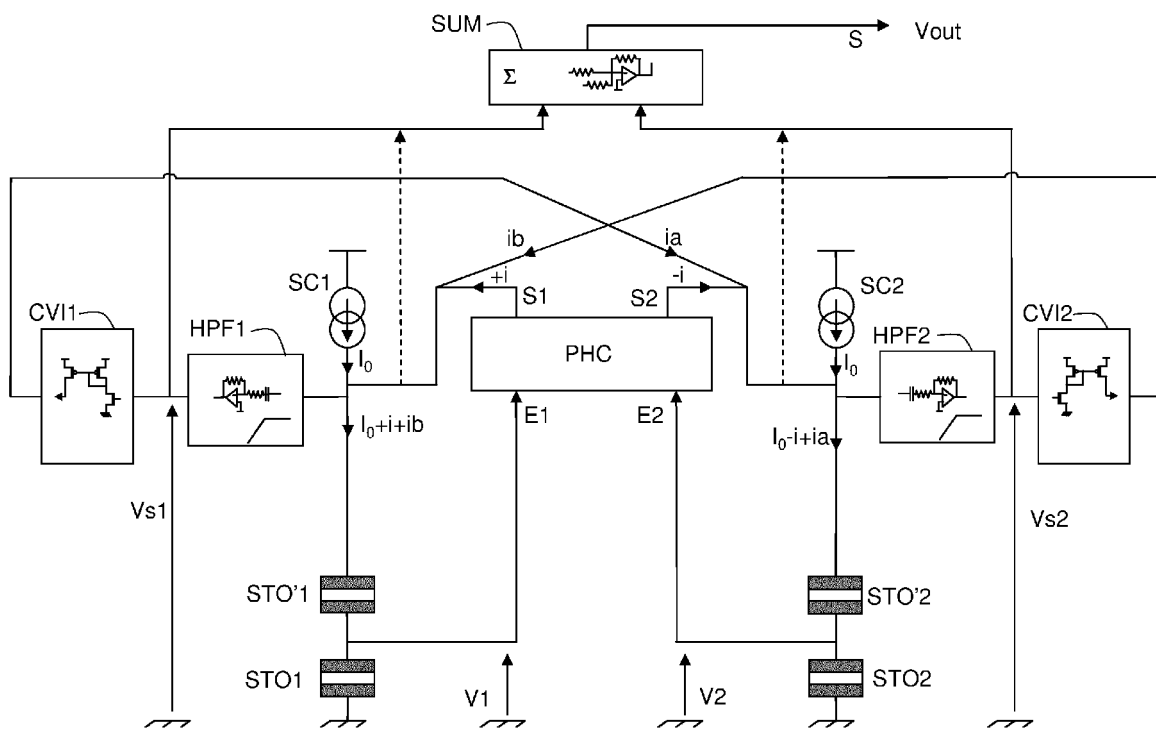 SUM
S
Vout
Σ
ib
ia
+i
-i
SC1
S1
S2
SC2
CVI1
HPF1
PHC
HPF2
CVI2
I0
I0
E1
E2
I0+i+ib
I0-i+ia
Vs1
Vs2
STO'1
STO'2
STO1
V1
V2
STO2